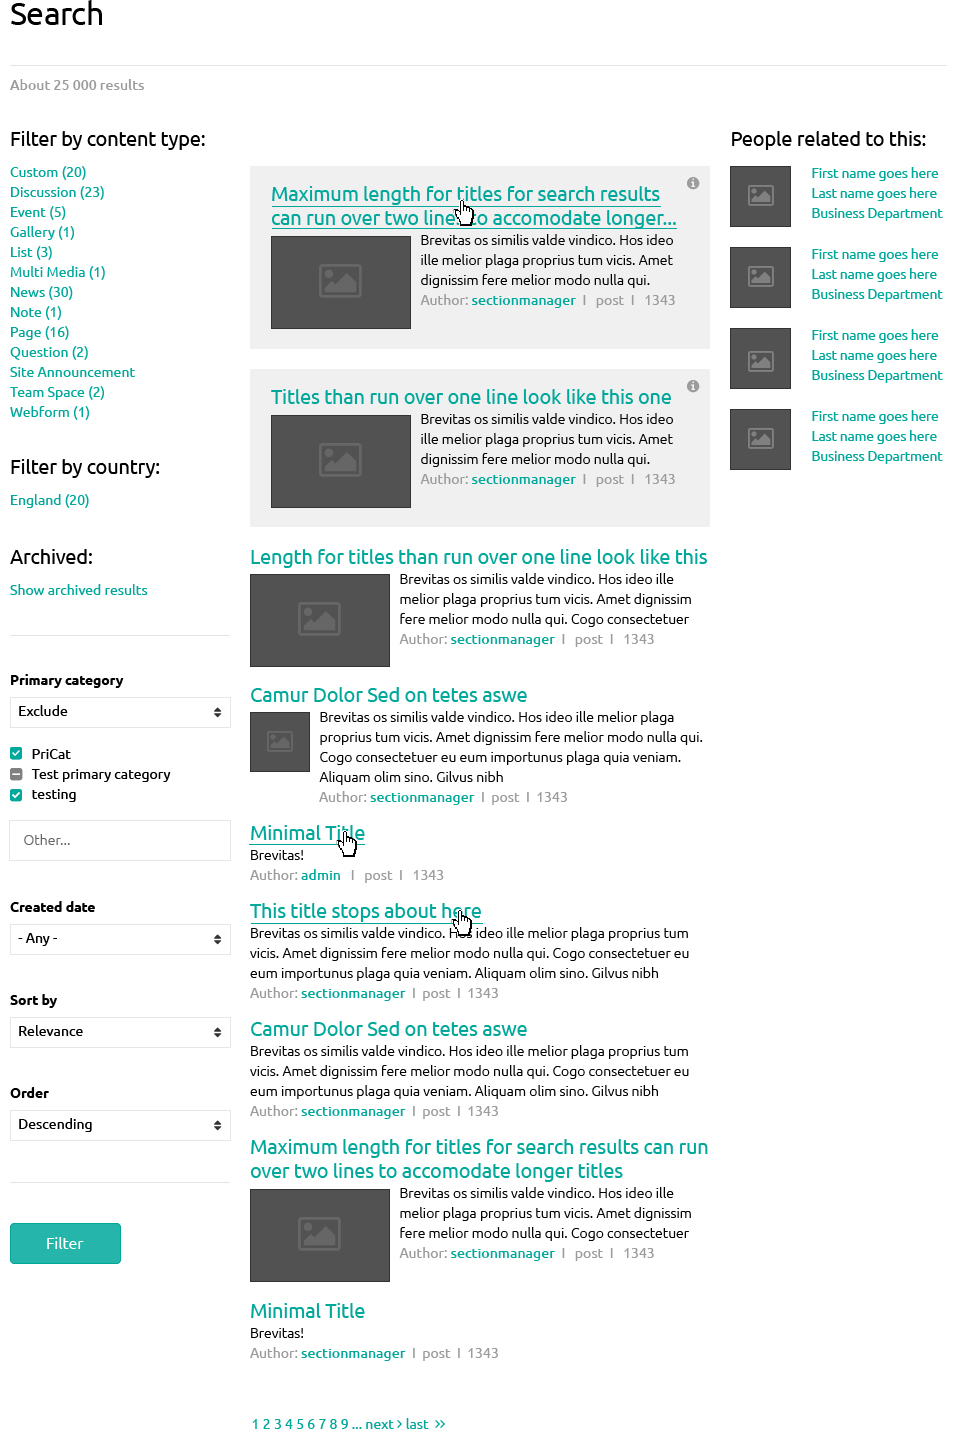 Search
About 25 000 results
Filter by content type:
Custom (20)
Discussion (23)
Event (5)
Gallery (1)
List (3)
Multi Media (1)
News (30)
Note (1)
Page (16)
Question (2)
Site Announcement
Team Space (2)
Webform (1)
Filter by country:
England (20)
Archived:
Show archived results
Primary category
Exclude
PriCat
Test primary category
testing
Other...
Created date
- Any -
Sort by
Relevance
Order
Descending
Filter
Maximum length for titles for search results
can run over two lines to accomodate longer...
Brevitas os similis valde vindico. Hos ideo
ille melior plaga proprius tum vicis. Amet
dignissim fere melior modo nulla qui.
Author: sectionmanager | post | 1343
Titles than run over one line look like this one
Brevitas os similis valde vindico. Hos ideo
ille melior plaga proprius tum vicis. Amet
dignissim fere melior modo nulla qui.
Author: sectionmanager | post | 1343
Length for titles than run over one line look like this
Brevitas os similis valde vindico. Hos ideo ille
melior plaga proprius tum vicis. Amet dignissim
fere melior modo nulla qui. Cogo consectetuer
Author: sectionmanager | post | 1343
Camur Dolor Sed on tetes aswe
Brevitas os similis valde vindico. Hos ideo ille melior plaga
proprius tum vicis. Amet dignissim fere melior modo nulla qui.
Cogo consectetuer eu eum importunus plaga quia veniam.
Aliquam olim sino. Gilvus nibh
Author: sectionmanager | post | 1343
Minimal Title
Brevitas!
Author: admin | post | 1343
This title stops about here
Brevitas os similis valde vindico. Hos ideo ille melior plaga proprius tum
vicis. Amet dignissim fere melior modo nulla qui. Cogo consectetuer eu
eum importunus plaga quia veniam. Aliquam olim sino. Gilvus nibh
Author: sectionmanager | post | 1343
Camur Dolor Sed on tetes aswe
Brevitas os similis valde vindico. Hos ideo ille melior plaga proprius tum
vicis. Amet dignissim fere melior modo nulla qui. Cogo consectetuer eu
eum importunus plaga quia veniam. Aliquam olim sino. Gilvus nibh
Author: sectionmanager | post | 1343
Maximum length for titles for search results can run
over two lines to accomodate longer titles
Brevitas os similis valde vindico. Hos ideo ille
melior plaga proprius tum vicis. Amet dignissim
fere melior modo nulla qui. Cogo consectetuer
Author: sectionmanager | post | 1343
Minimal Title
Brevitas!
Author: sectionmanager | post | 1343
1 2 3 4 5 6 7 8 9 ... next › last »
People related to this:
First name goes here
Last name goes here
Business Department
First name goes here
Last name goes here
Business Department
First name goes here
Last name goes here
Business Department
First name goes here
Last name goes here
Business Department